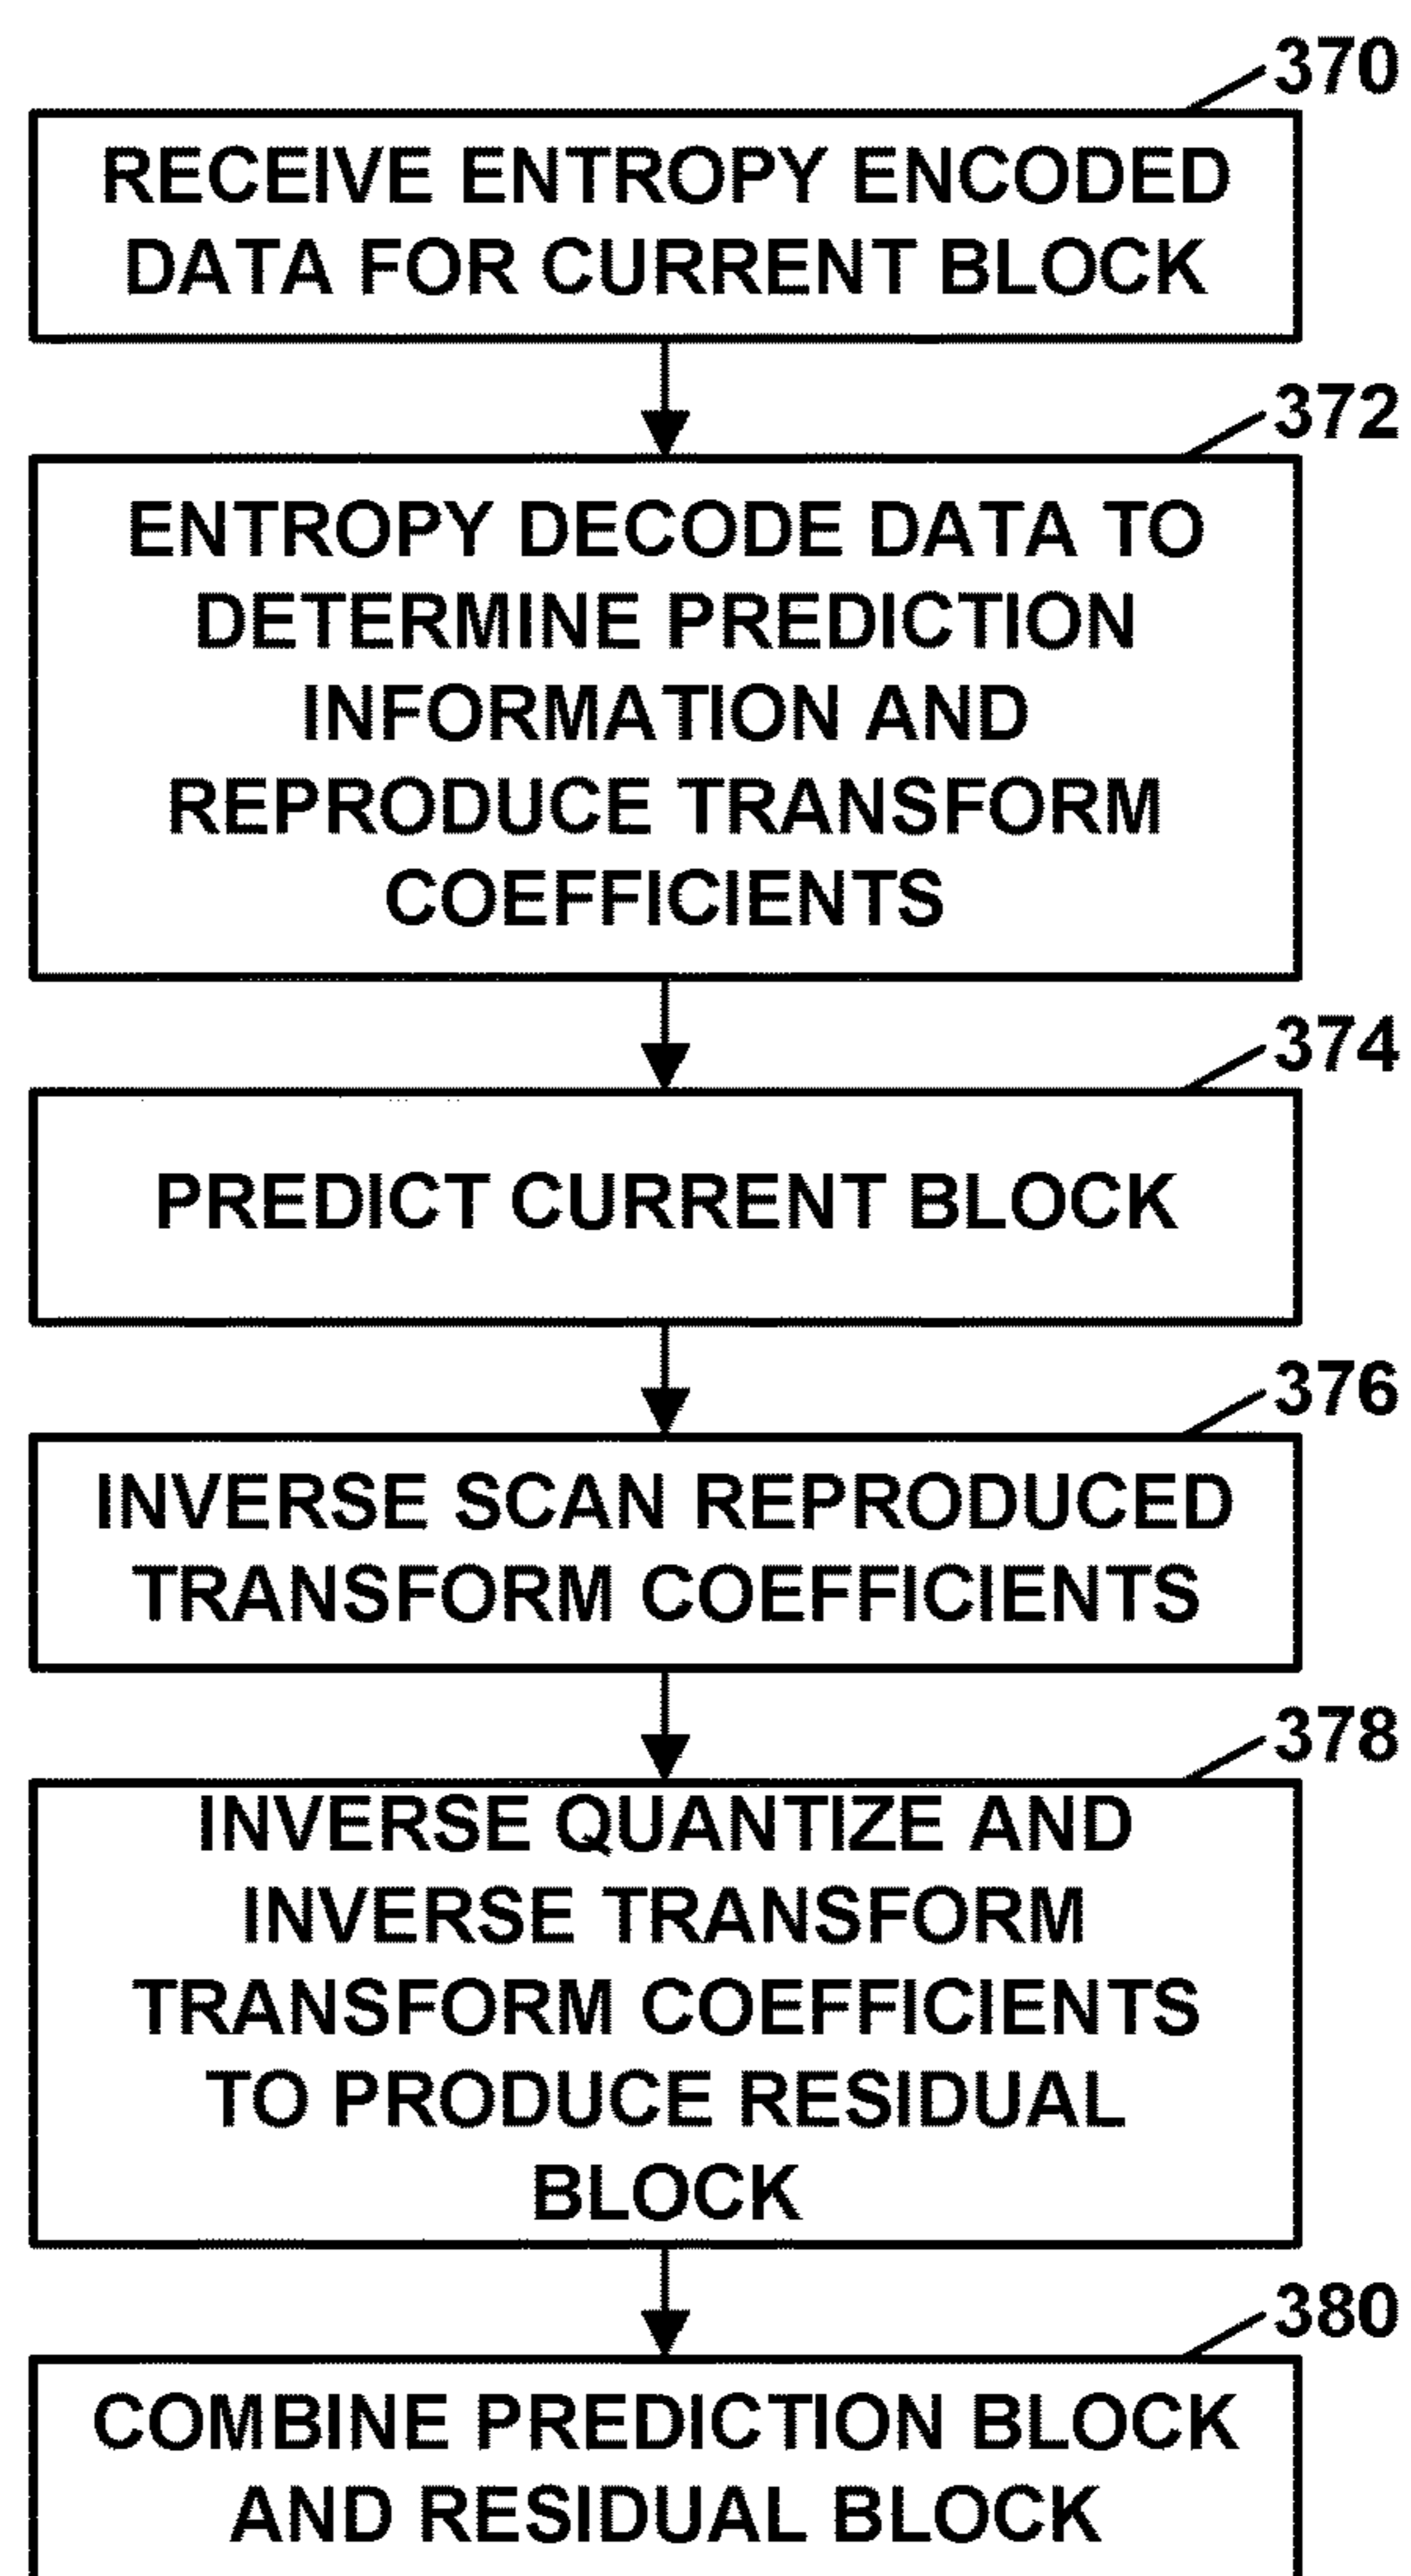 370
RECEIVE ENTROPY ENCODED
DATA FOR CURRENT BLOCK
372
ENTROPY DECODE DATA TO
DETERMINE PREDICTION
INFORMATION AND
REPRODUCE TRANSFORM
COEFFICIENTS
374
PREDICT CURRENT BLOCK
376
INVERSE SCAN REPRODUCED
TRANSFORM COEFFICIENTS
378
INVERSE QUANTIZE AND
INVERSE TRANSFORM
TRANSFORM COEFFICIENTS
TO PRODUCE RESIDUAL
BLOCK
380
COMBINE PREDICTION BLOCK
AND RESIDUAL BLOCK